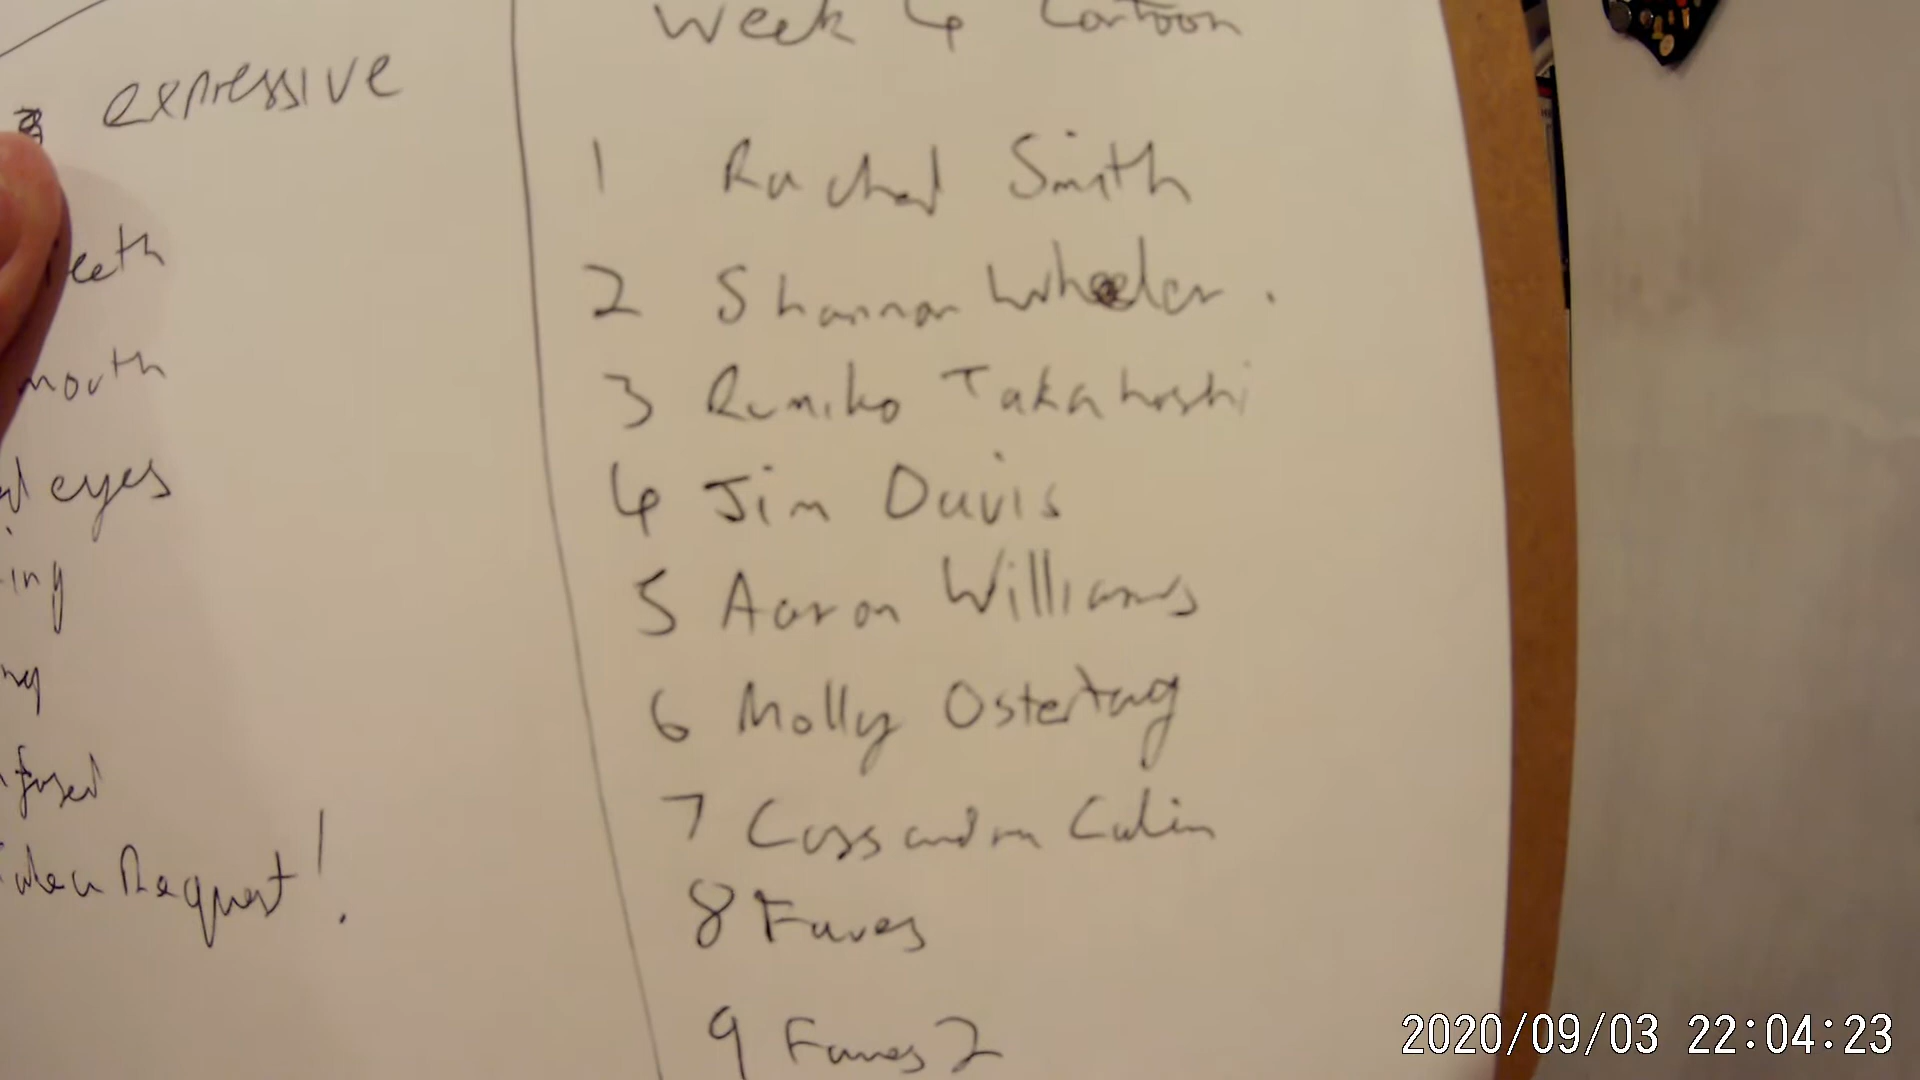 expressive
mouth
eyes
Request!
Week 4 Cartoon
1 Rachel Smith
2 Shannon Wheeler.
3 Rumiko Takahashi
4 Jim Davis
5 Aaron Williams
6 Molly Ostertag
7 Cassandra Calin
8 Faves
9 Faves 2
2020/09/03 22:04:23